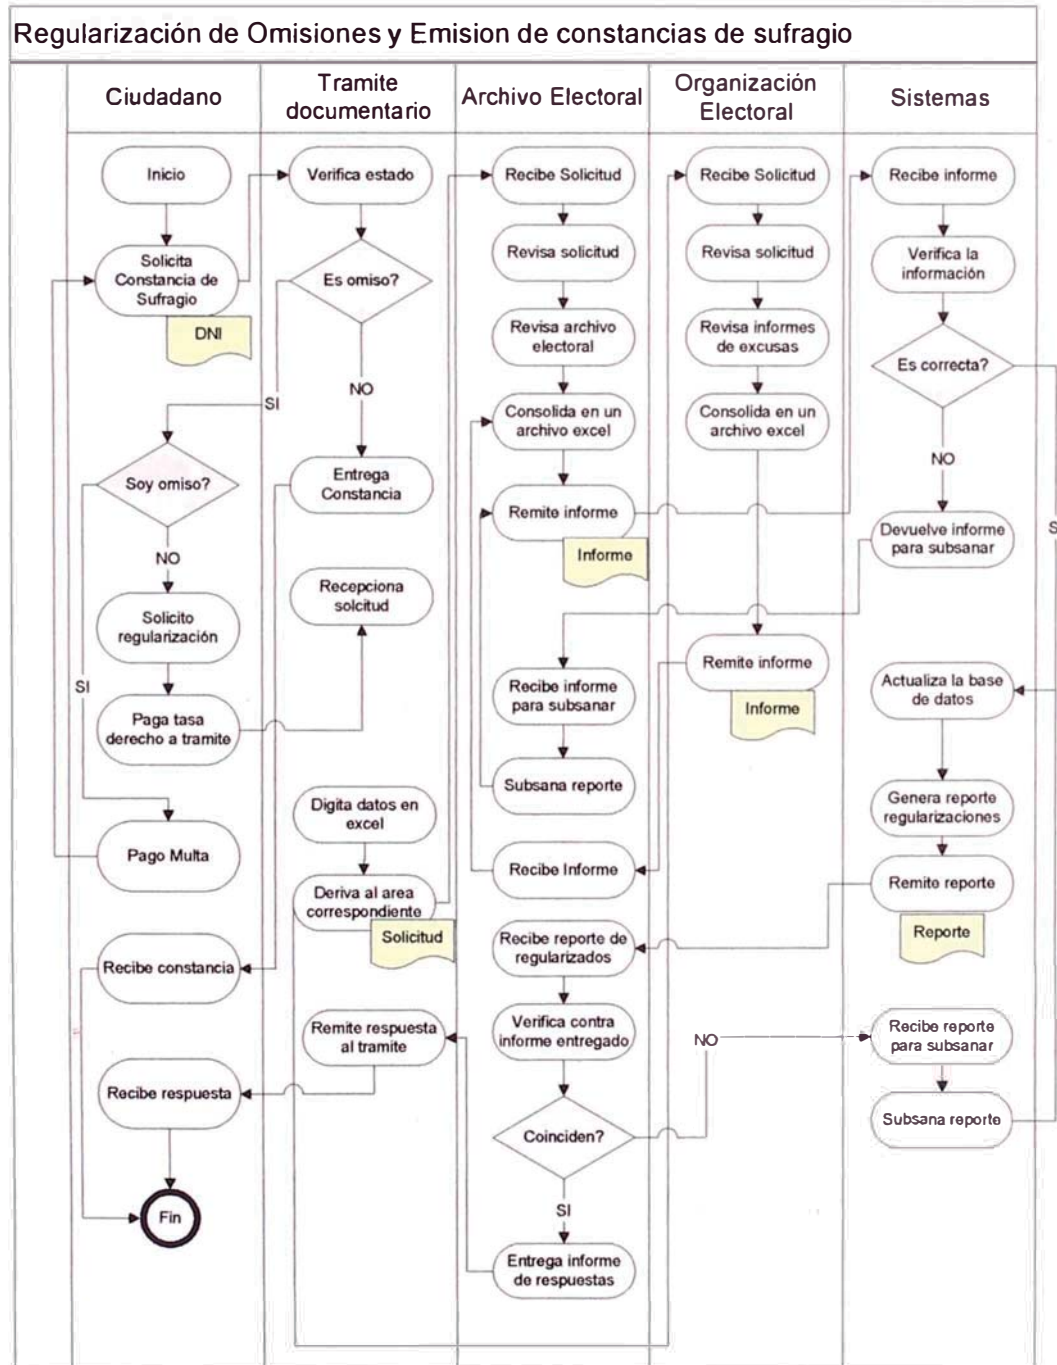 Regularización de Omisiones y Emision de constancias de sufragio
Ciudadano
Tramite
documentario
Archivo Electoral
Organización
Electoral
Sistemas
Inicio
Solicita
Constancia de
Sufragio
DNI
SI
Soy omiso?
NO
Solicito
regularización
SI
Paga tasa
derecho a tramite
Pago Multa
Recibe constancia
Recibe respuesta
Fin
Verifica estado
Es omiso?
NO
Entrega
Constancia
Recepciona
solcitud
Digita datos en
excel
Deriva al area
correspondiente
Solicitud
Remite respuesta
al tramite
Recibe Solicitud
Revisa solicitud
Revisa archivo
electoral
Consolida en un
archivo excel
Remite informe
Informe
Recibe informe
para subsanar
Subsana reporte
Recibe Informe
Recibe reporte de
regularizados
Verifica contra
informe entregado
Coinciden?
NO
SI
Entrega informe
de respuestas
Recibe Solicitud
Revisa solicitud
Revisa informes
de excusas
Consolida en un
archivo excel
Remite informe
Informe
Recibe informe
Verifica la
información
Es correcta?
NO
S
Devuelve informe
para subsanar
Actualiza la base
de datos
Genera reporte
regularizaciones
Remite reporte
Reporte
Recibe reporte
para subsanar
Subsana reporte